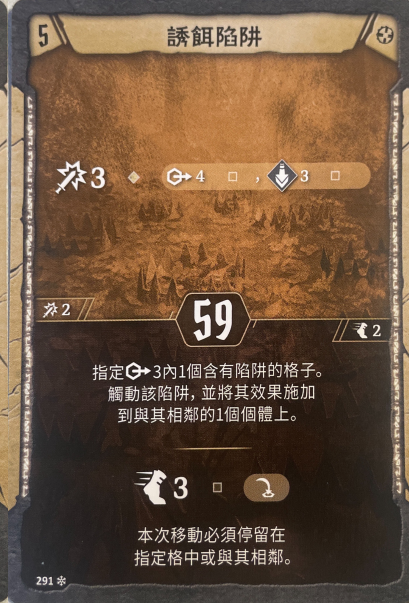 5 誘餌陷阱
3 4 □ , 3 □
2 59 2
指定 3內1個含有陷阱的格子。
觸動該陷阱,並將其效果施加
到與其相鄰的1個個體上。
3 □
本次移動必須停留在
指定格中或與其相鄰。
291